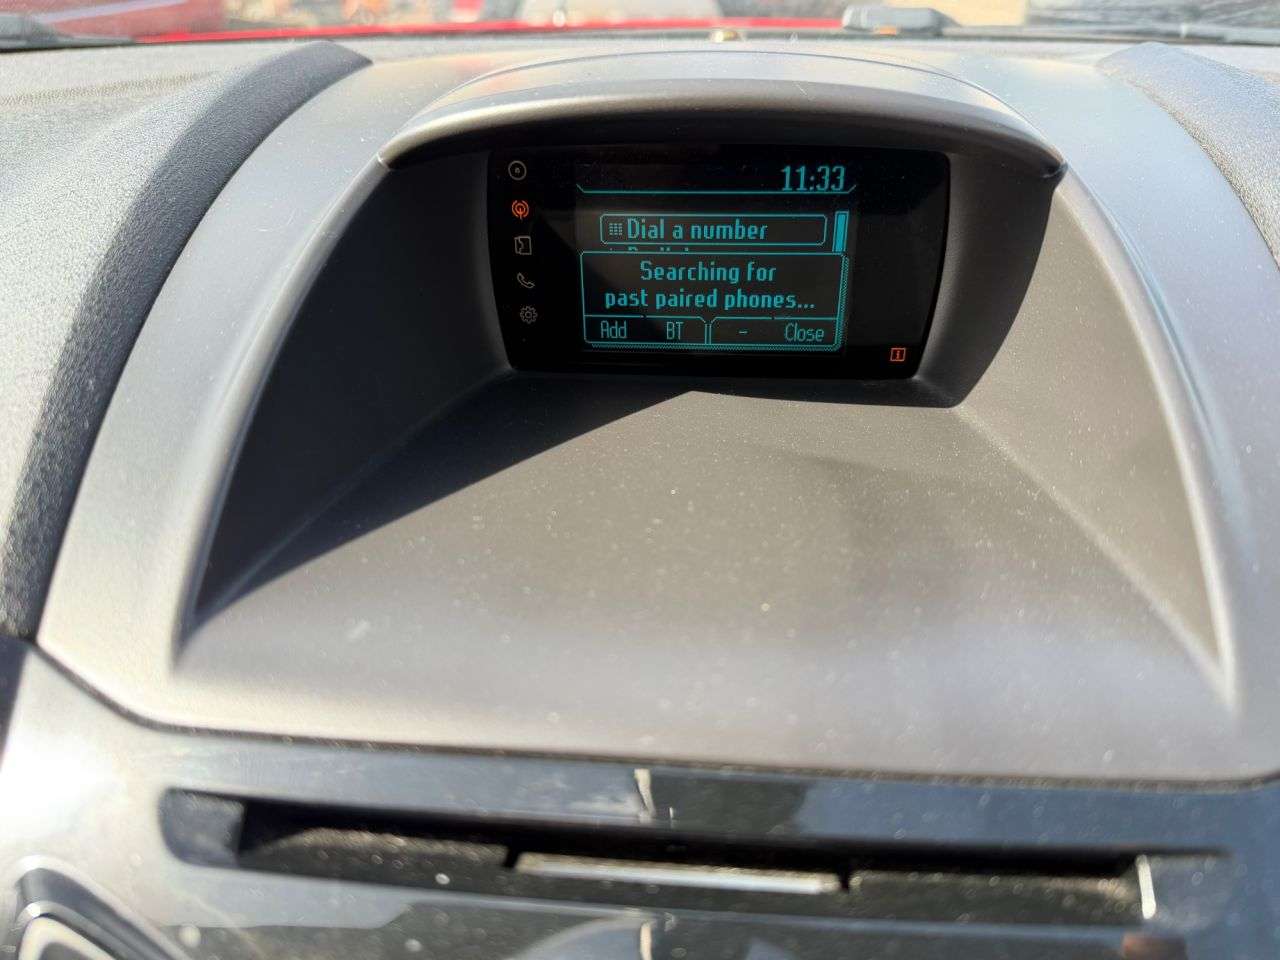 11:33
Dial a number
Searching for
past paired phones...
Add BT - Close